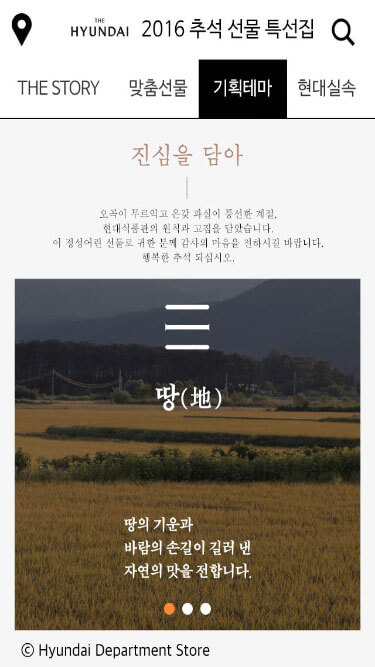 THE
HYUNDAI 2016 추석 선물 특선집
THE STORY 맞춤선물 기획테마 현대실속
진심을 담아
오곡이 무르익고 온갖 과실이 풍선한 계절,
현대식품관의 원칙과 고집을 담았습니다.
이 정성어린 선물로 귀한 분께 감사의 마음을 전하시길 바랍니다.
행복한 추석 되십시오.
땅(地)
땅의 기운과
바람의 손길이 길러 낸
자연의 맛을 전합니다.
© Hyundai Department Store